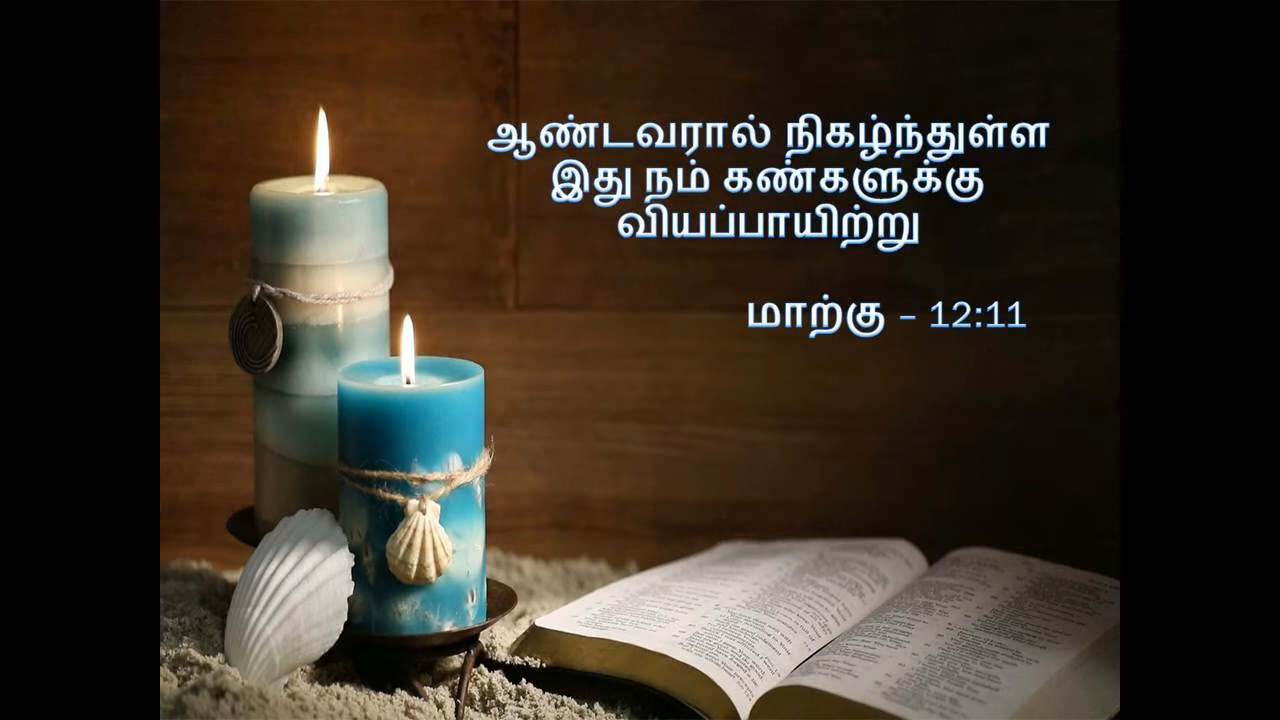 ஆண்டவரால் நிகழ்ந்துள்ள
இது நம் கண்களுக்கு
வியப்பாயிற்று
மாற்கு – 12:11